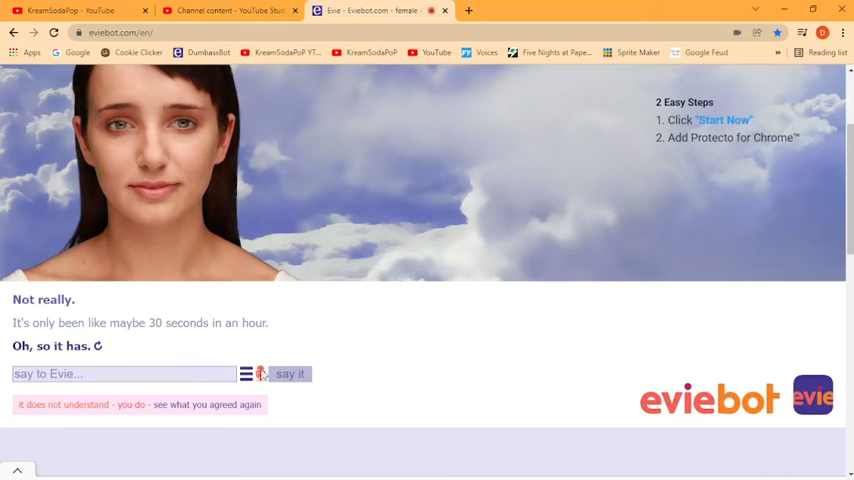 KreamSodaPop - YouTube
Channel content - YouTube Stud
Evie - Eviebot.com - female
eviebot.com/en/
D
Apps
Google
Cookie Clicker
DumbassBot
KreamSodaPoP YT...
KreamSodaPoP
YouTube
Voices
Five Nights at Pape...
Sprite Maker
Google Feud
»
Reading list
2 Easy Steps
1. Click "Start Now"
2. Add Protecto for Chrome™
Not really.
It's only been like maybe 30 seconds in an hour.
Oh, so it has.
say to Evie...
say it
it does not understand - you do - see what you agreed again
eviebot
evie